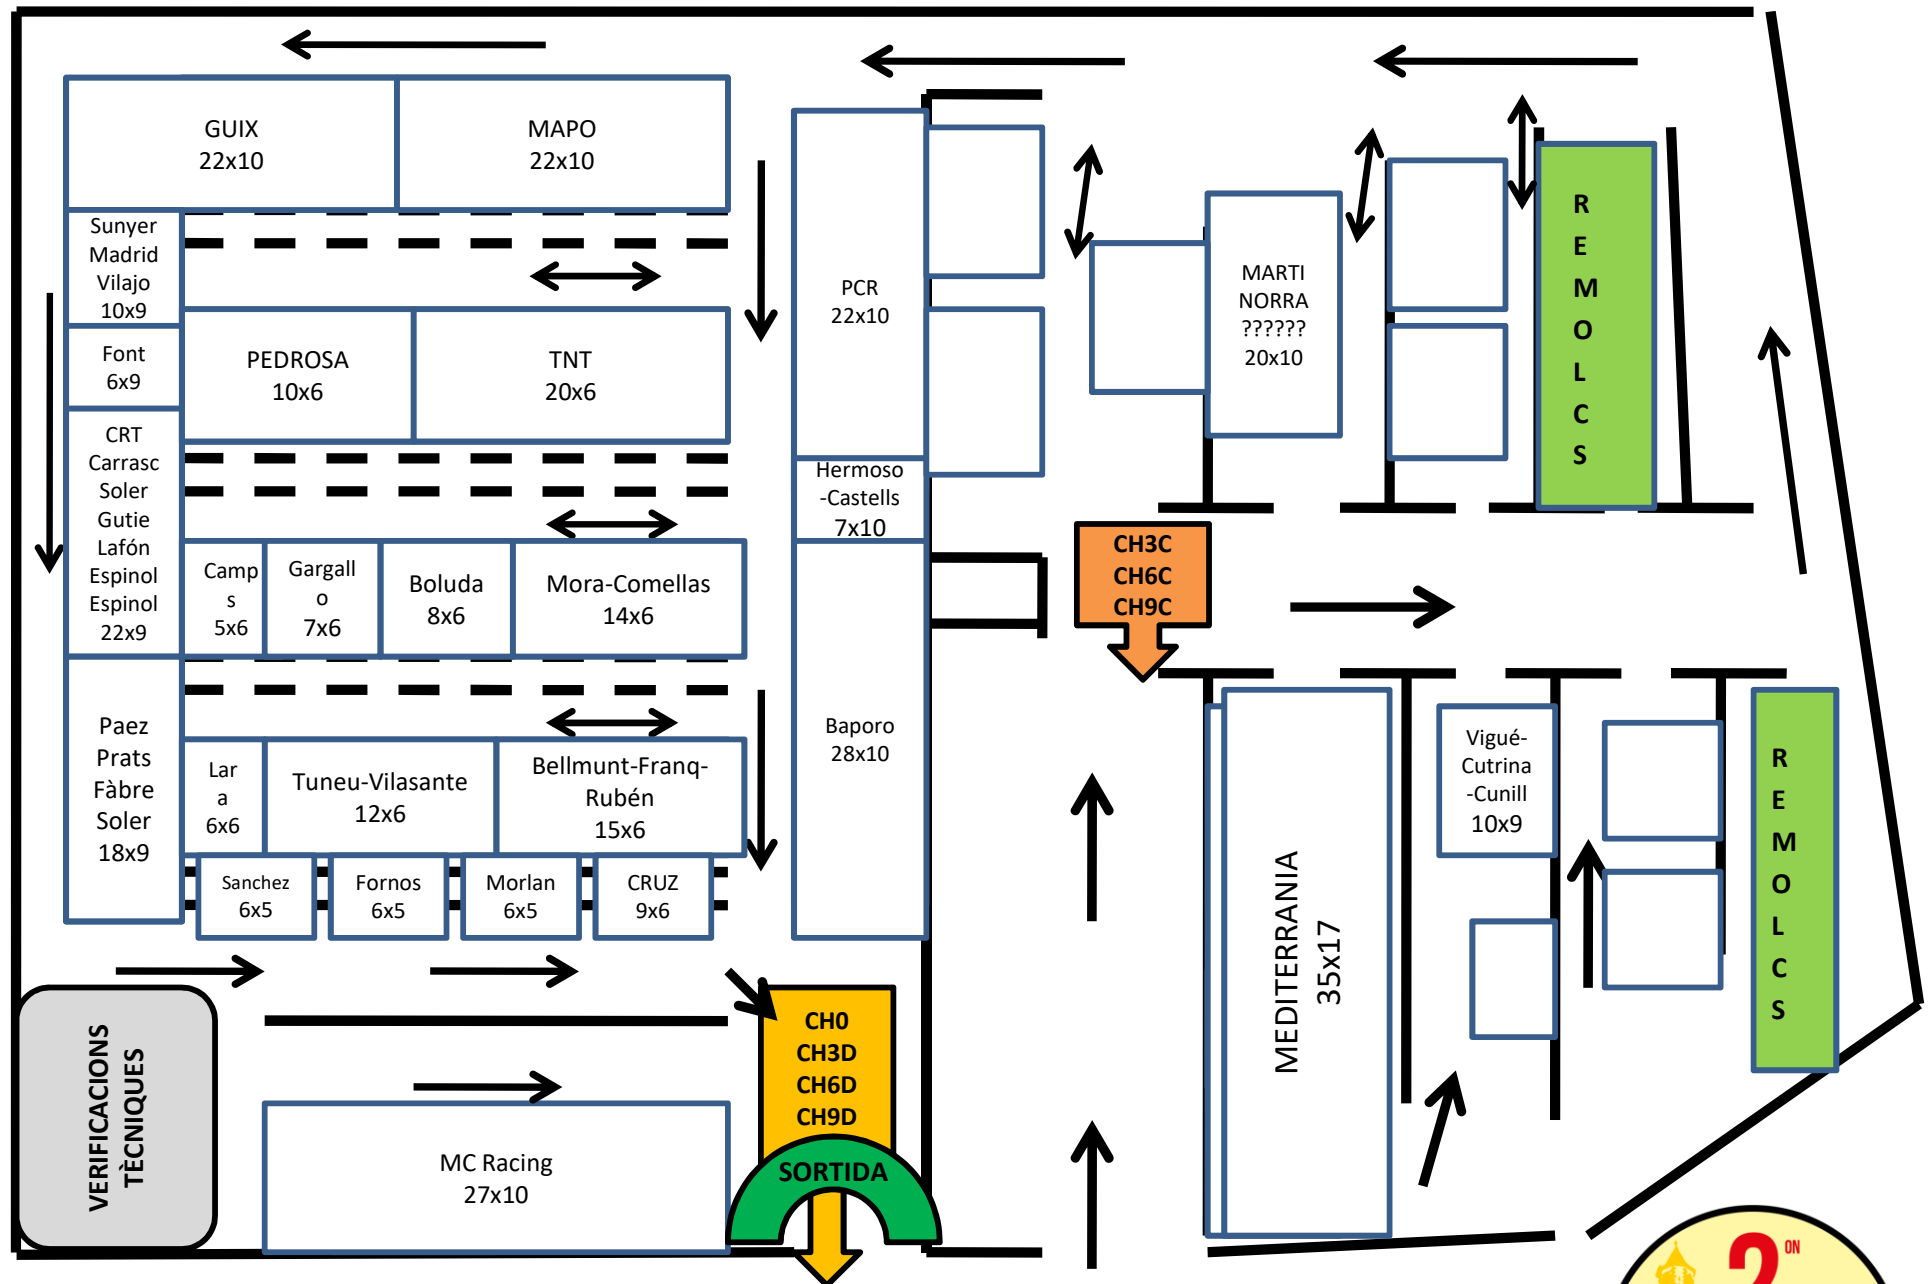 GUIX
22x10
MAPO
22x10
Sunyer
Madrid
Vilajo
10x9
Font
6x9
PEDROSA
10x6
TNT
20x6
CRT
Carrasc
Soler
Gutie
Lafón
Espinol
Espinol
22x9
Camp
s
5x6
Gargall
o
7x6
Boluda
8x6
Mora-Comellas
14x6
Paez
Prats
Fàbre
Soler
18x9
Lar
a
6x6
Tuneu-Vilasante
12x6
Bellmunt-Franq-
Rubén
15x6
Sanchez
6x5
Fornos
6x5
Morlan
6x5
CRUZ
9x6
PCR
22x10
Hermoso
-Castells
7x10
Baporo
28x10
MARTI
NORRA
??????
20x10
R
E
M
O
L
C
S
CH3C
CH6C
CH9C
MEDITERRANIA
35x17
Vigué-
Cutrina
-Cunill
10x9
R
E
M
O
L
C
S
VERIFICACIONS
TÈCNIQUES
MC Racing
27x10
CH0
CH3D
CH6D
CH9D
SORTIDA
2ON